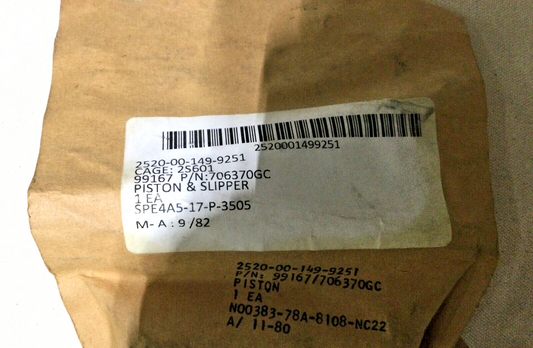 2520001499251
2520-00-149-9251
CAGE: 2S601
99167 P/N:706370GC
PISTON & SLIPPER
1 EA
SPE4A5-17-P-3505
M- A : 9 /82
2520-00-149-9251
P/N: 99167/706370GC
PISTON
1 EA
N00383-78A-8108-NC22
A/ 11-80